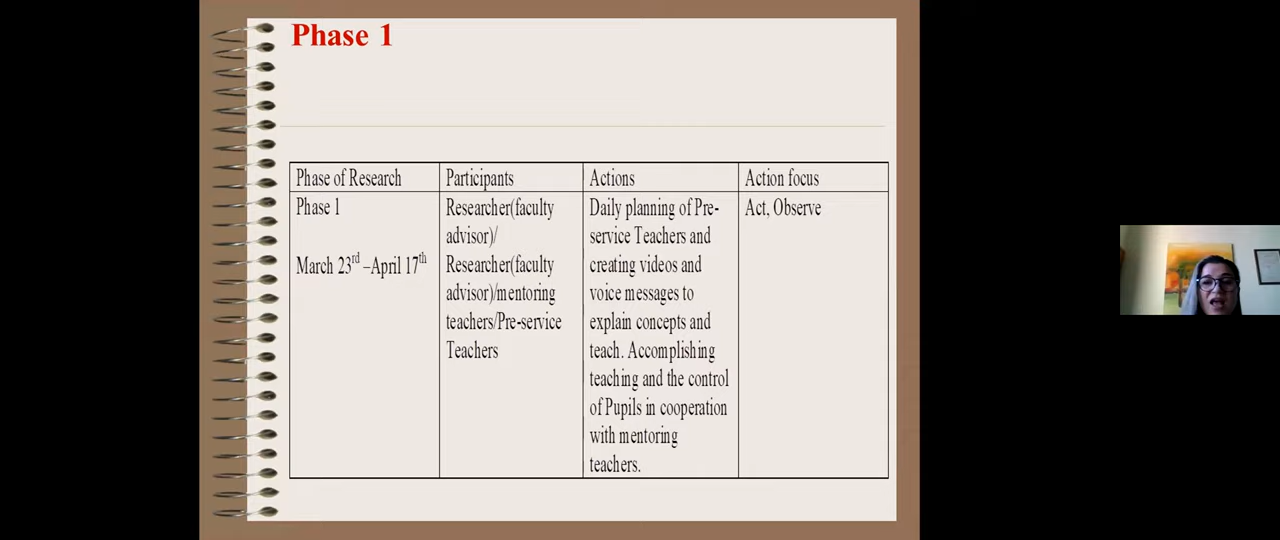 Phase 1
Phase of Research
Participants
Actions
Action focus
Phase 1
March 23rd –April 17th
Researcher(faculty
advisor)/
Researcher(faculty
advisor)/mentoring
teachers/Pre-service
Teachers
Daily planning of Pre-
service Teachers and
creating videos and
voice messages to
explain concepts and
teach. Accomplishing
teaching and the control
of Pupils in cooperation
with mentoring
teachers.
Act, Observe